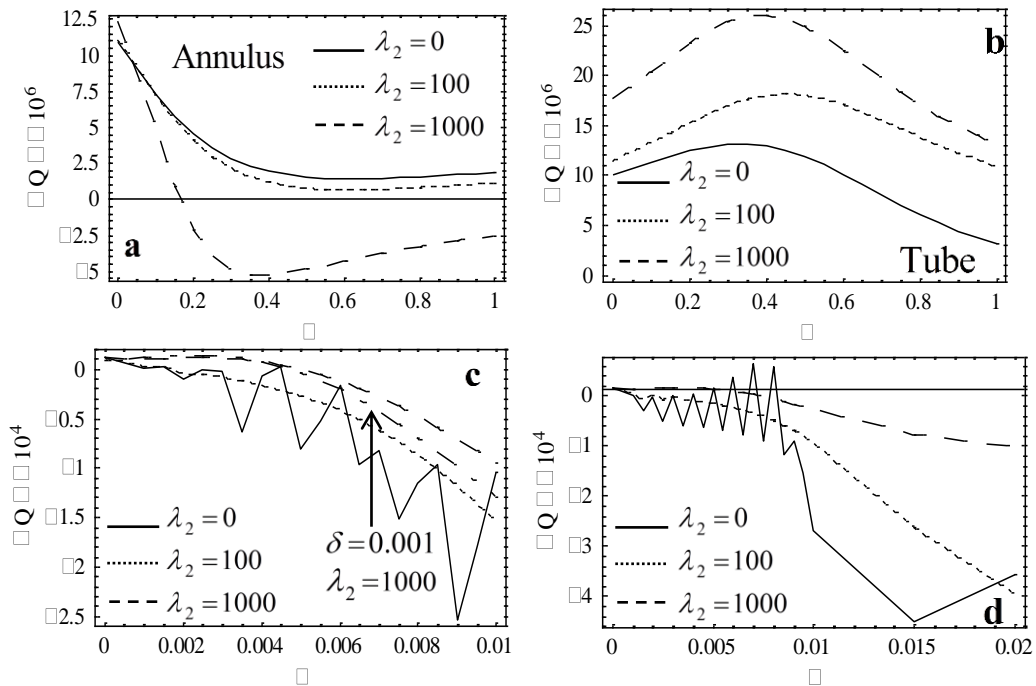 12.5
10
7.5
5
2.5
0
□2.5
□5
□ Q □ □ 10^6
Annulus
λ₂ = 0
λ₂ = 100
λ₂ = 1000
a
0 0.2 0.4 0.6 0.8 1
□
25
20
15
10
5
0
□ Q □ □ 10^6
b
λ₂ = 0
λ₂ = 100
λ₂ = 1000
Tube
0 0.2 0.4 0.6 0.8 1
□
0
□0.5
□1
□1.5
□2
□2.5
□ Q □ □ 10^4
c
λ₂ = 0
λ₂ = 100
λ₂ = 1000
δ = 0.001
λ₂ = 1000
0 0.002 0.004 0.006 0.008 0.01
□
0
□1
□2
□3
□4
□ Q □ □ 10^4
λ₂ = 0
λ₂ = 100
λ₂ = 1000
d
0 0.005 0.01 0.015 0.02
□